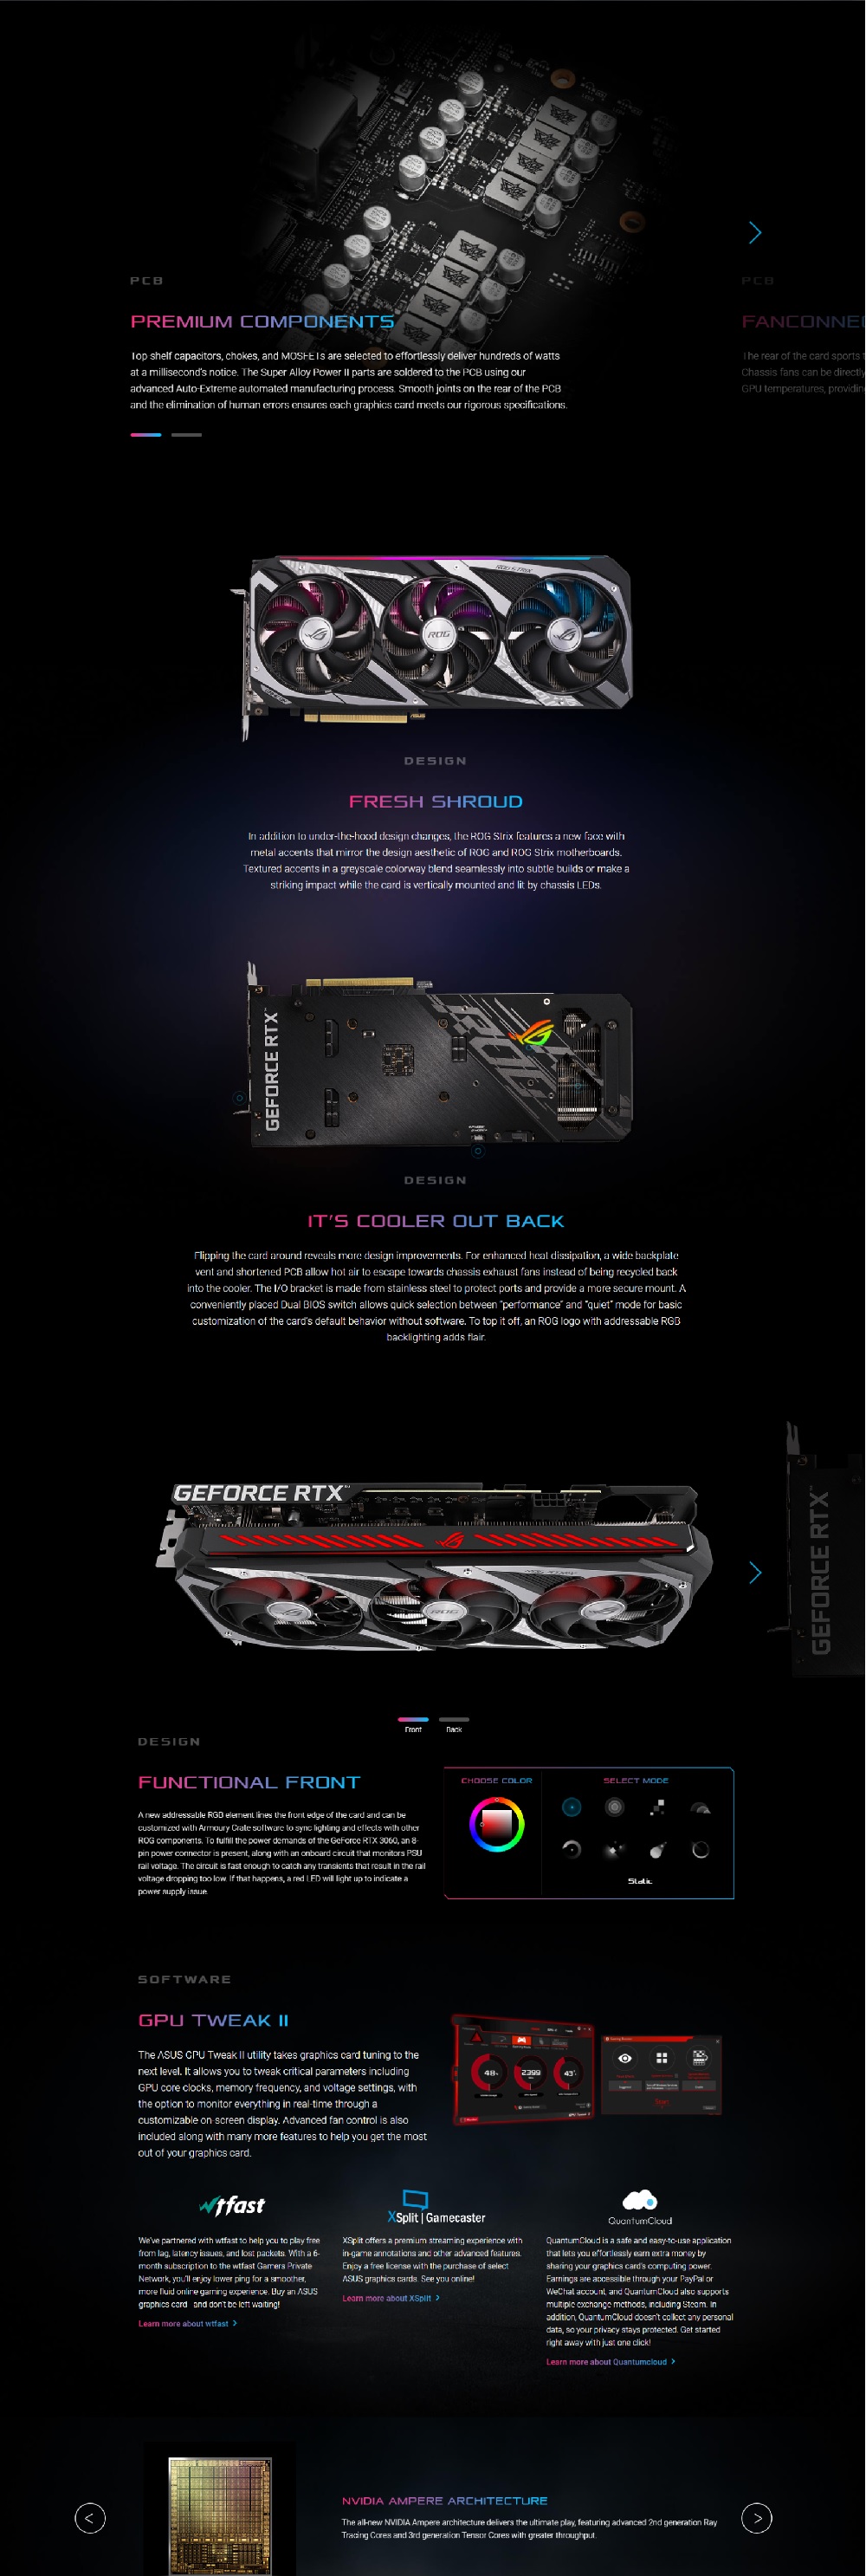 PCB
PREMIUM COMPONENTS
Top shelf capacitors, chokes, and MOSFETs are selected to effortlessly deliver hundreds of watts
at a millisecond's notice. The Super Alloy Power II parts are soldered to the PCB using our
advanced Auto-Extreme automated manufacturing process. Smooth joints on the rear of the PCB
and the elimination of human errors ensures each graphics card meets our rigorous specifications.
PCB
FANCONNE
The rear of the card sports
Chassis fans can be directly
GPU temperatures, providin
ROG STRIX
ROG
ASUS
DESIGN
FRESH SHROUD
In addition to under-the-hood design changes, the ROG Strix features a new face with
metal accents that mirror the design aesthetic of ROG and ROG Strix motherboards.
Textured accents in a greyscale colorway blend seamlessly into subtle builds or make a
striking impact while the card is vertically mounted and lit by chassis LEDs.
GEFORCE RTX
DESIGN
IT'S COOLER OUT BACK
Flipping the card around reveals more design improvements. For enhanced heat dissipation, a wide backplate
vent and shortened PCB allow hot air to escape towards chassis exhaust fans instead of being recycled back
into the cooler. The I/O bracket is made from stainless steel to protect ports and provide a more secure mount. A
conveniently placed Dual BIOS switch allows quick selection between "performance" and "quiet" mode for basic
customization of the card's default behavior without software. To top it off, an ROG logo with addressable RGB
backlighting adds flair.
GEFORCE RTX
ROG
GEFORCE RTX
Front
Back
DESIGN
FUNCTIONAL FRONT
A new addressable RGB element lines the front edge of the card and can be
customized with Armoury Crate software to sync lighting and effects with other
ROG components. To fulfill the power demands of the GeForce RTX 3060, an 8-
pin power connector is present, along with an onboard circuit that monitors PSU
rail voltage. The circuit is fast enough to catch any transients that result in the rail
voltage dropping too low. If that happens, a red LED will light up to indicate a
power supply issue.
CHOOSE COLOR
SELECT MODE
Static
SOFTWARE
GPU TWEAK II
The ASUS GPU Tweak II utility takes graphics card tuning to the
next level. It allows you to tweak critical parameters including
GPU core clocks, memory frequency, and voltage settings, with
the option to monitor everything in real-time through a
customizable on-screen display. Advanced fan control is also
included along with many more features to help you get the most
out of your graphics card.
48
2399
43
wtfast
We've partnered with wtfast to help you to play free
from lag, latency issues, and lost packets. With a 6-
month subscription to the wtfast Gamers Private
Network, you'll enjoy lower ping for a smoother,
more fluid online gaming experience. Buy an ASUS
graphics card and don't be left waiting!
Learn more about wtfast >
XSplit | Gamecaster
XSplit offers a premium streaming experience with
in-game annotations and other advanced features.
Enjoy a free license with the purchase of select
ASUS graphics cards. See you online!
Learn more about XSplit >
QuantumCloud
QuantumCloud is a safe and easy-to-use application
that lets you effortlessly earn extra money by
sharing your graphics card's computing power.
Earnings are accessible through your PayPal or
WeChat account, and QuantumCloud also supports
multiple exchange methods, including Steam. In
addition, QuantumCloud doesn't collect any personal
data, so your privacy stays protected. Get started
right away with just one click!
Learn more about Quantumcloud >
NVIDIA AMPERE ARCHITECTURE
The all-new NVIDIA Ampere architecture delivers the ultimate play, featuring advanced 2nd generation Ray
Tracing Cores and 3rd generation Tensor Cores with greater throughput.